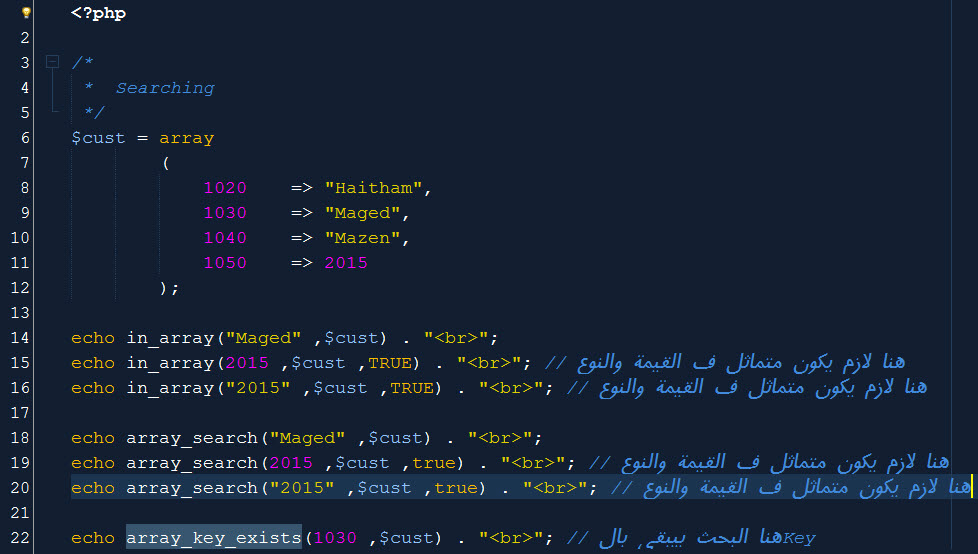 <?php
2
3 /*
4 * Searching
5 */
6 $cust = array
7 (
8 1020 => "Haitham",
9 1030 => "Maged",
10 1040 => "Mazen",
11 1050 => 2015
12 );
13
14 echo in_array("Maged" ,$cust) . "<br>";
15 echo in_array(2015 ,$cust ,TRUE) . "<br>"; // هنا لازم يكون متماثل ف القيمة والنوع
16 echo in_array("2015" ,$cust ,TRUE) . "<br>"; // هنا لازم يكون متماثل ف القيمة والنوع
17
18 echo array_search("Maged" ,$cust) . "<br>";
19 echo array_search(2015 ,$cust ,true) . "<br>"; // هنا لازم يكون متماثل ف القيمة والنوع
20 echo array_search("2015" ,$cust ,true) . "<br>"; // هنا لازم يكون متماثل ف القيمة والنوع
21
22 echo array_key_exists(1030 ,$cust) . "<br>"; // هنا البحث بيبقى بالKey